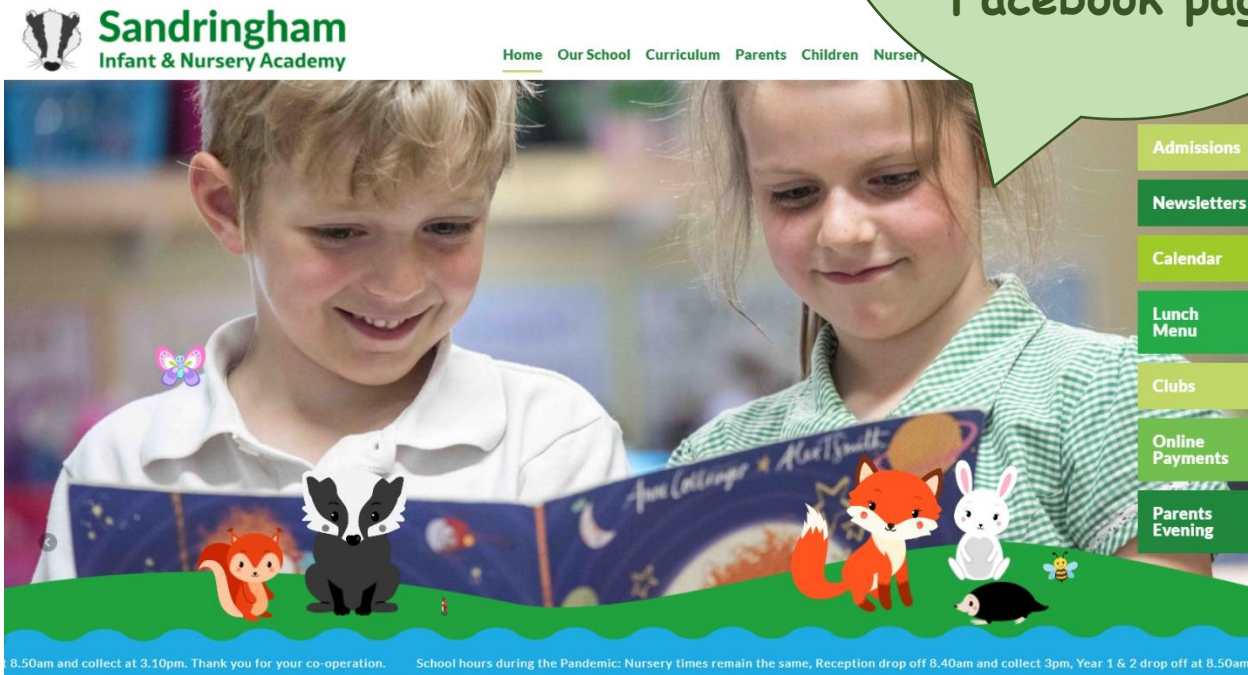 Facebook pag
Sandringham
Infant & Nursery Academy
Home Our School Curriculum Parents Children Nursery
Admissions
Newsletters
Calendar
Lunch
Menu
Clubs
Online
Payments
Parents
Evening
Alex T Smith
8.50am and collect at 3.10pm. Thank you for your co-operation. School hours during the Pandemic: Nursery times remain the same, Reception drop off 8.40am and collect 3pm, Year 1 & 2 drop off at 8.50am